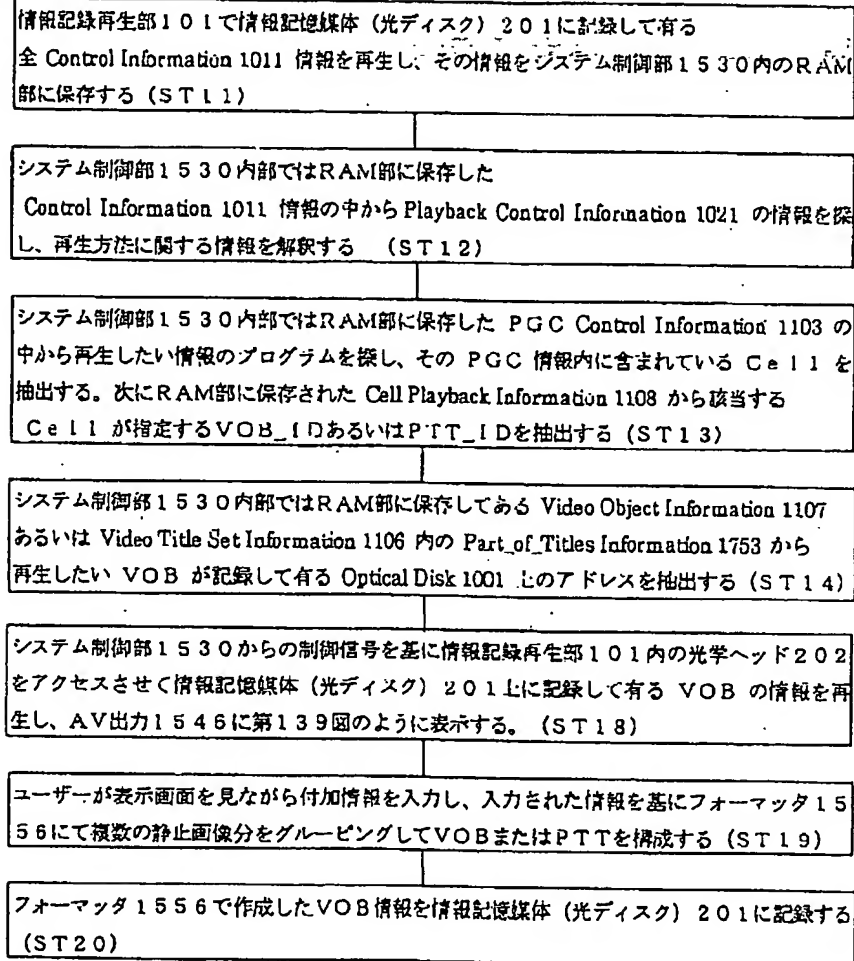 情報記録再生部101で情報記憶媒体(光ディスク)201に記録して有る
全 Control Information 1011 情報を再生し、その情報をシステム制御部1530内のRAM
部に保存する(ST11)
システム制御部1530内部ではRAM部に保存した
Control Information 1011 情報の中から Playback Control Information 1021 の情報を探
し、再生方法に関する情報を解釈する (ST12)
システム制御部1530内部ではRAM部に保存した PGC Control Information 1103 の
中から再生したい情報のプログラムを探し、その PGC 情報内に含まれている Cell を
抽出する。次にRAM部に保存された Cell Playback Information 1108 から該当する
Cell が指定するVOB_IDあるいはPTT_IDを抽出する(ST13)
システム制御部1530内部ではRAM部に保存してある Video Object Information 1107
あるいは Video Title Set Information 1106 内の Part_of_Titles Information 1753 から
再生したい VOB が記録して有る Optical Disk 1001 上のアドレスを抽出する(ST14)
システム制御部1530からの制御信号を基に情報記録再生部101内の光学ヘッド202
をアクセスさせて情報記憶媒体(光ディスク)201上に記録して有る VOB の情報を再
生し、AV出力1546に第139図のように表示する。(ST18)
ユーザーが表示画面を見ながら付加情報を入力し、入力された情報を基にフォーマッタ15
56にて複数の静止画像分をグルーピングしてVOBまたはPTTを構成する(ST19)
フォーマッタ1556で作成したVOB情報を情報記憶媒体(光ディスク)201に記録する
(ST20)